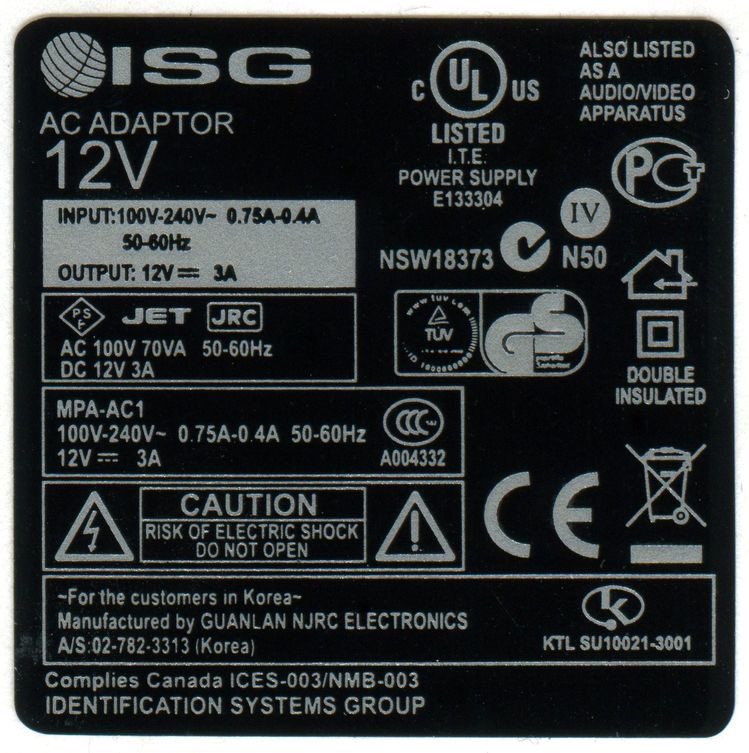 ISG
AC ADAPTOR
12V
C UL US
LISTED
I.T.E.
POWER SUPPLY
E133304
ALSO LISTED
AS A
AUDIO/VIDEO
APPARATUS
INPUT:100V-240V~ 0.75A-0.4A
50-60Hz
OUTPUT: 12V⎓ 3A
NSW18373
IV
N50
PS
E
JET JRC
AC 100V 70VA 50-60Hz
DC 12V 3A
www.tuv.com
TÜV
GS
DOUBLE
INSULATED
MPA-AC1
100V-240V~ 0.75A-0.4A 50-60Hz
12V ⎓ 3A
CCC
A004332
CAUTION
RISK OF ELECTRIC SHOCK
DO NOT OPEN
CE
~For the customers in Korea~
Manufactured by GUANLAN NJRC ELECTRONICS
A/S:02-782-3313 (Korea)
k
KTL SU10021-3001
Complies Canada ICES-003/NMB-003
IDENTIFICATION SYSTEMS GROUP